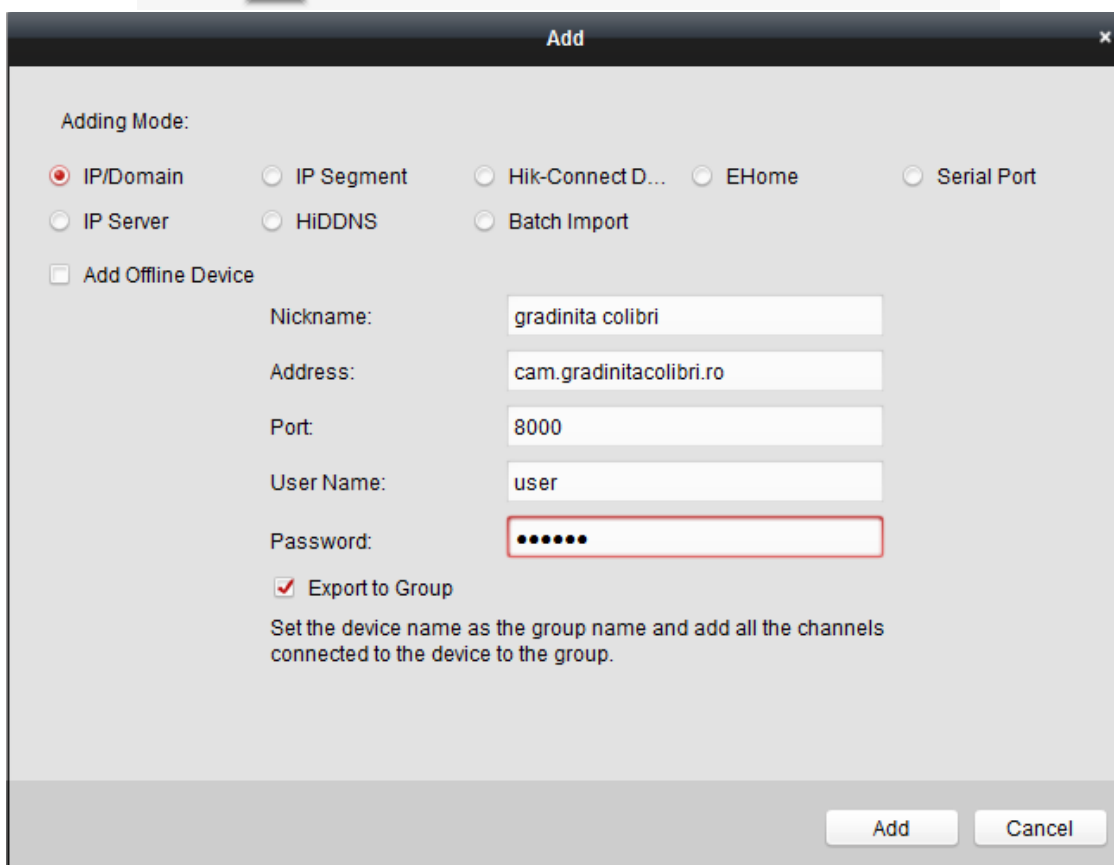 Add
Adding Mode:
IP/Domain IP Segment Hik-Connect D... EHome Serial Port
IP Server HiDDNS Batch Import
Add Offline Device
Nickname: gradinita colibri
Address: cam.gradinitacolibri.ro
Port: 8000
User Name: user
Password: ••••••
Export to Group
Set the device name as the group name and add all the channels
connected to the device to the group.
Add Cancel